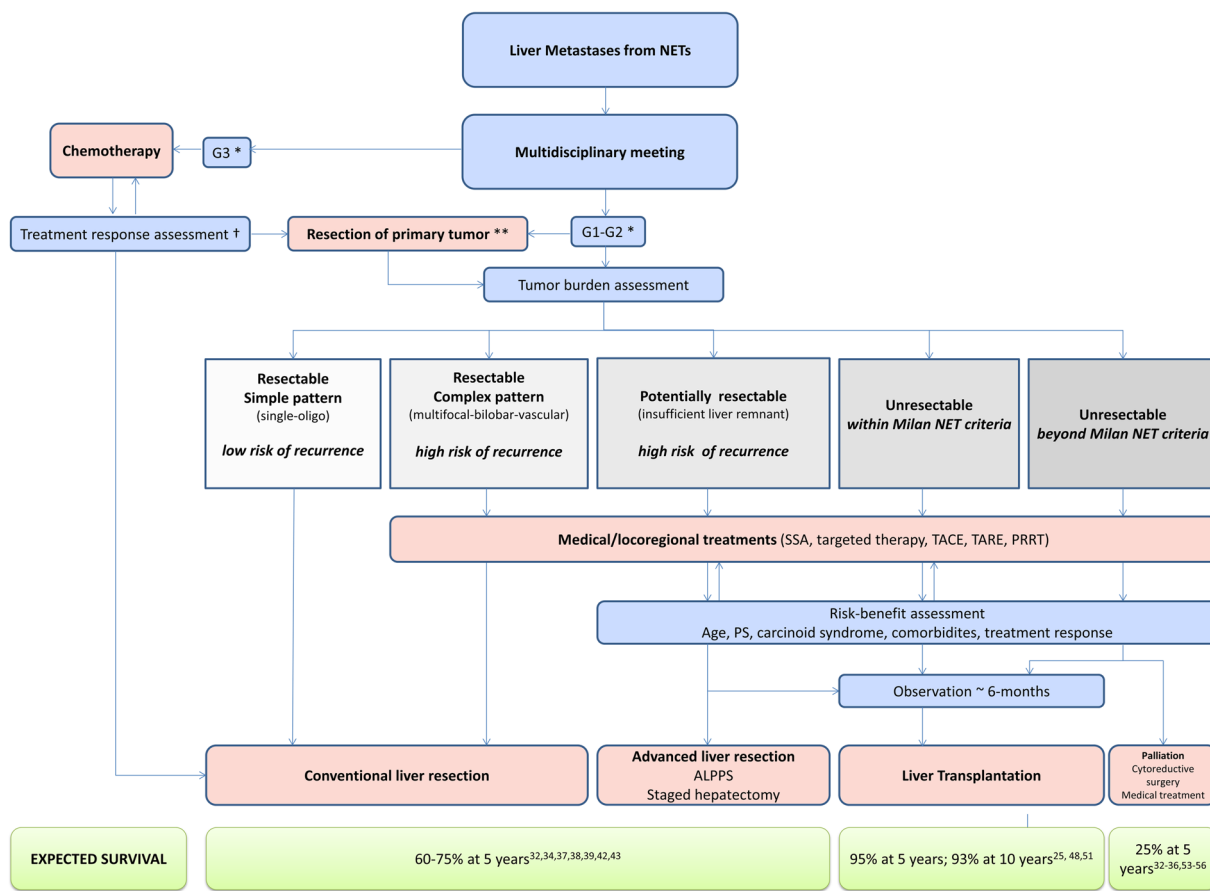 Liver Metastases from NETs
Multidisciplinary meeting
Chemotherapy
G3 *
Treatment response assessment †
Resection of primary tumor **
G1-G2 *
Tumor burden assessment
Resectable
Simple pattern
(single-oligo)
low risk of recurrence
Resectable
Complex pattern
(multifocal-bilobar-vascular)
high risk of recurrence
Potentially resectable
(insufficient liver remnant)
high risk of recurrence
Unresectable
within Milan NET criteria
Unresectable
beyond Milan NET criteria
Medical/locoregional treatments (SSA, targeted therapy, TACE, TARE, PRRT)
Risk-benefit assessment
Age, PS, carcinoid syndrome, comorbidites, treatment response
Observation ~ 6-months
Conventional liver resection
Advanced liver resection
ALPPS
Staged hepatectomy
Liver Transplantation
Palliation
Cytoreductive
surgery
Medical treatment
EXPECTED SURVIVAL
60-75% at 5 years32,34,37,38,39,42,43
95% at 5 years; 93% at 10 years25, 48,51
25% at 5
years32-36,53-56